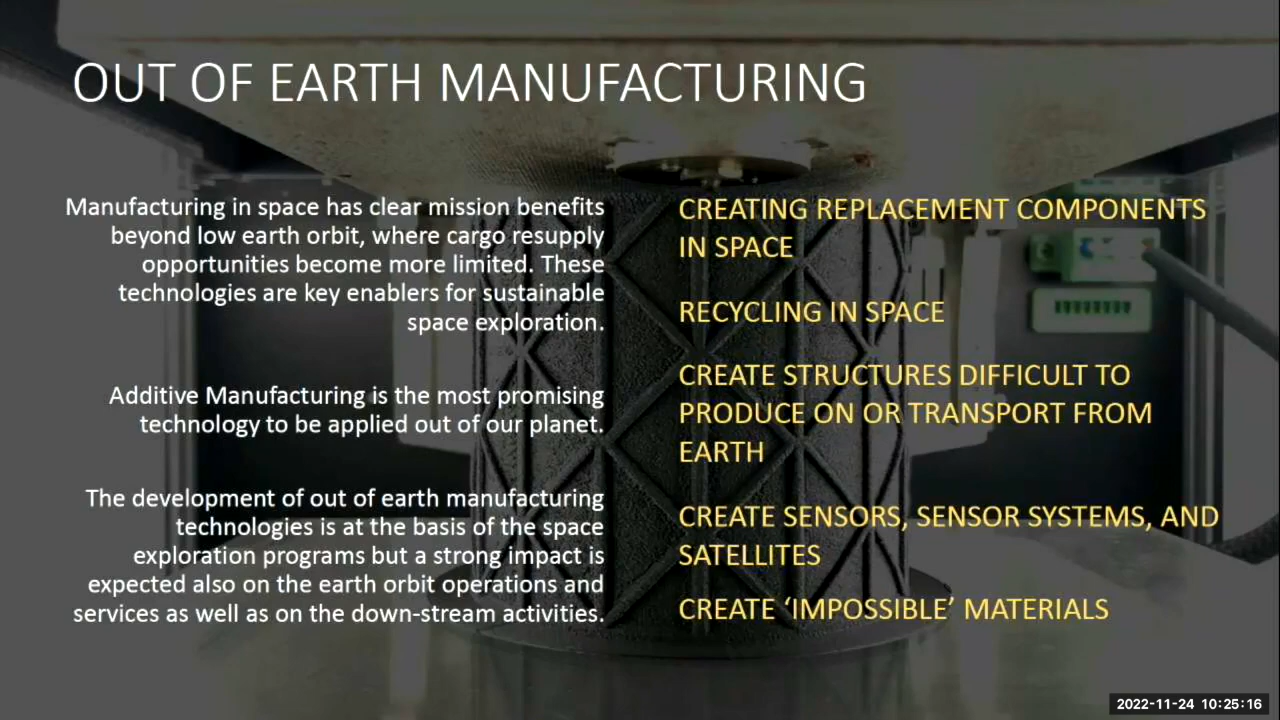 OUT OF EARTH MANUFACTURING
Manufacturing in space has clear mission benefits
beyond low earth orbit, where cargo resupply
opportunities become more limited. These
technologies are key enablers for sustainable
space exploration.
Additive Manufacturing is the most promising
technology to be applied out of our planet.
The development of out of earth manufacturing
technologies is at the basis of the space
exploration programs but a strong impact is
expected also on the earth orbit operations and
services as well as on the down-stream activities.
CREATING REPLACEMENT COMPONENTS
IN SPACE
RECYCLING IN SPACE
CREATE STRUCTURES DIFFICULT TO
PRODUCE ON OR TRANSPORT FROM
EARTH
CREATE SENSORS, SENSOR SYSTEMS, AND
SATELLITES
CREATE ‘IMPOSSIBLE’ MATERIALS
2022-11-24 10:25:16